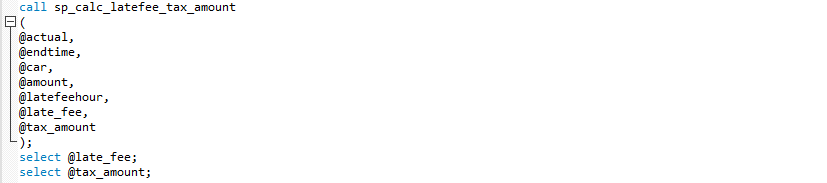 call sp_calc_latefee_tax_amount
(
@actual,
@endtime,
@car,
@amount,
@latefeehour,
@late_fee,
@tax_amount
);
select @late_fee;
select @tax_amount;